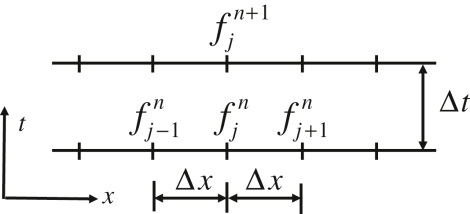 f_j^{n+1}
Δt
t f_{j-1}^n f_j^n f_{j+1}^n
Δx Δx
x